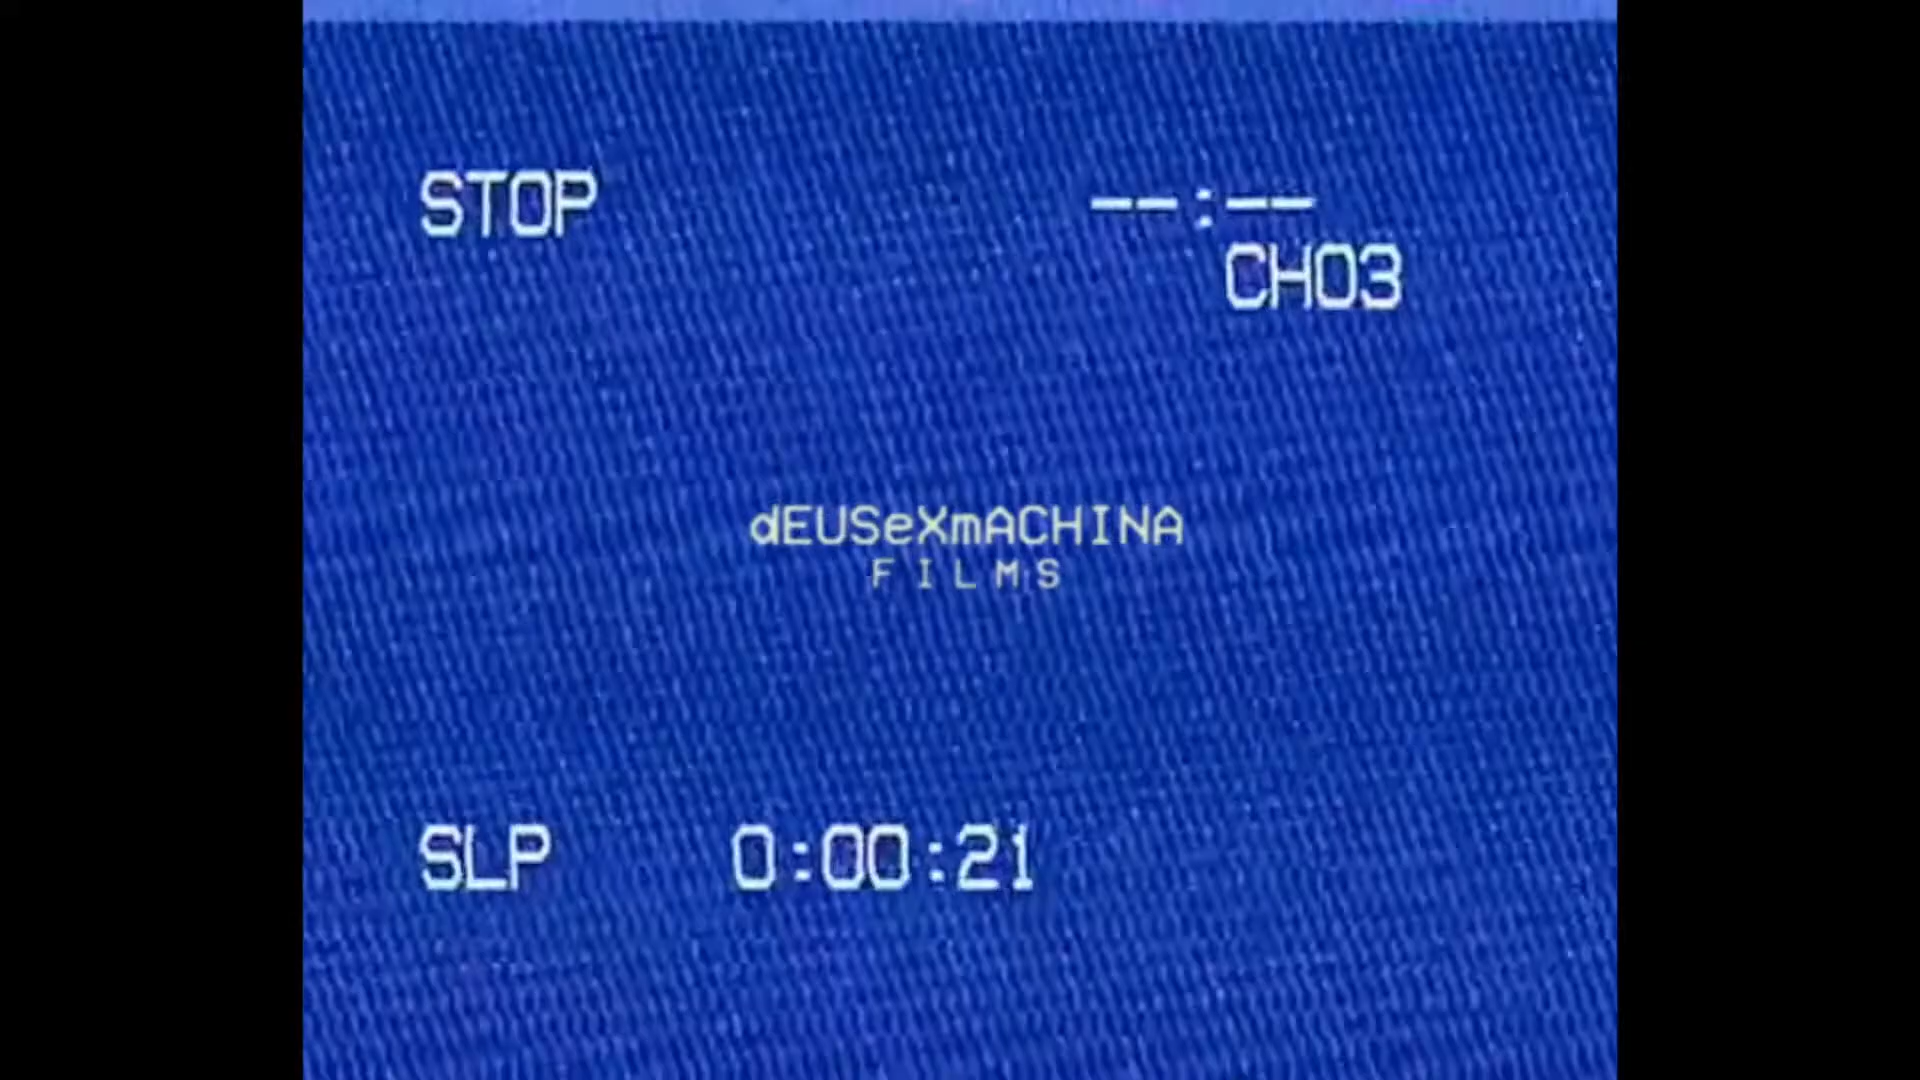 STOP --:--
CH03
dEUSeXmACHINA
FILMS
SLP 0:00:21